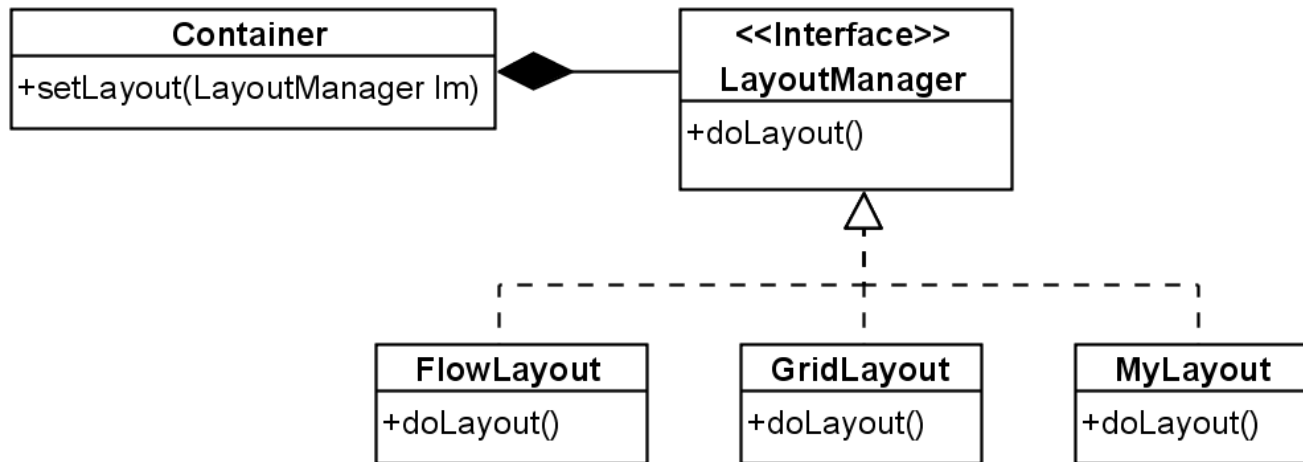 Container
+setLayout(LayoutManager lm)
<<Interface>>
LayoutManager
+doLayout()
FlowLayout
+doLayout()
GridLayout
+doLayout()
MyLayout
+doLayout()